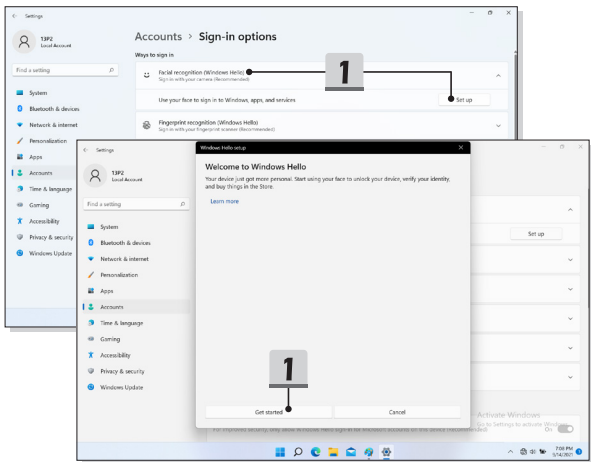 Settings
13P2
Local Account
Find a setting
System
Bluetooth & devices
Network & internet
Personalization
Apps
Accounts
Time & language
Gaming
Accessibility
Privacy & security
Windows Update
Accounts > Sign-in options
Ways to sign in
Facial recognition (Windows Hello)
Sign in with your camera (Recommended)
1
Use your face to sign in to Windows, apps, and services
Set up
Fingerprint recognition (Windows Hello)
Sign in with your fingerprint scanner (Recommended)
Settings
13P2
Local Account
Find a setting
System
Bluetooth & devices
Network & internet
Personalization
Apps
Accounts
Time & language
Gaming
Accessibility
Privacy & security
Windows Update
Windows Hello setup
Welcome to Windows Hello
Your device just got more personal. Start using your face to unlock your device, verify your identity,
and buy things in the Store.
Learn more
1
Get started
Cancel
Set up
Activate Windows
Go to Settings to activate Windows.
On
7:03 PM
5/14/2021